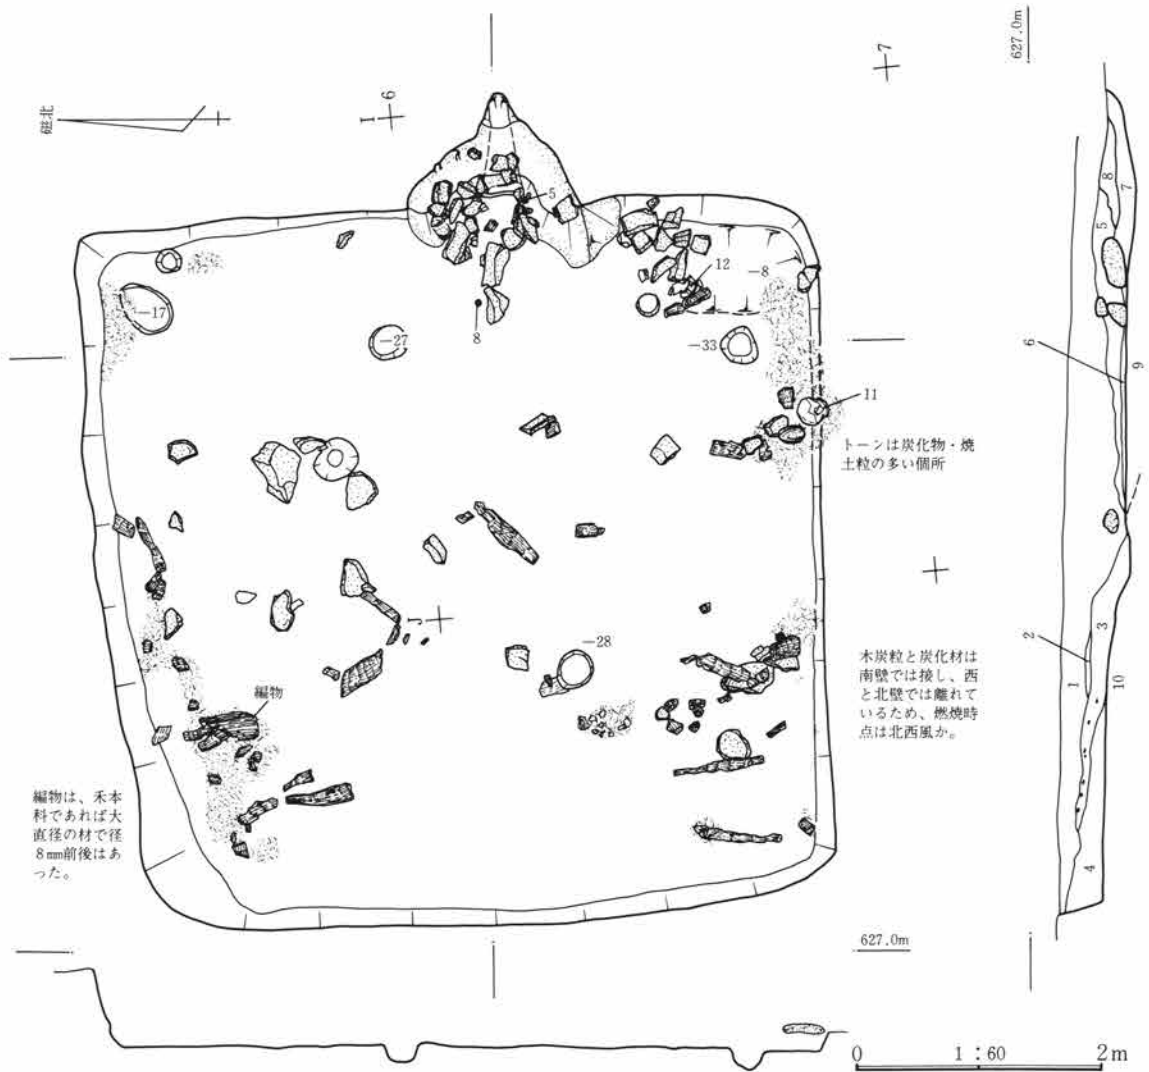 627.0m
7
6
I
磁北
5
12
-8
8
-17
-27
-33
11
トーンは炭化物・焼
土粒の多い個所
J
-28
編物
木炭粒と炭化材は
南壁では接し、西
と北壁では離れて
いるため、燃焼時
点は北西風か。
編物は、禾本
科であれば大
直径の材で径
8㎜前後はあ
った。
8
7
5
6
9
2
3
1
10
4
627.0m
0 1:60 2m